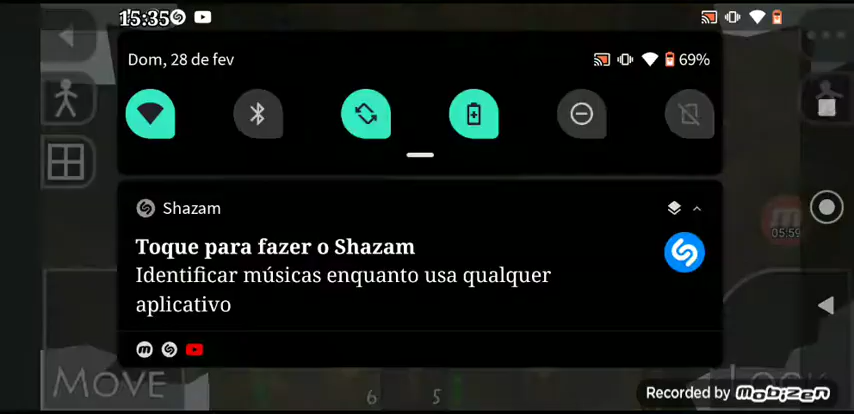 15:35
Dom, 28 de fev
69%
Shazam
Toque para fazer o Shazam
Identificar músicas enquanto usa qualquer
aplicativo
05:59
MOVE
6 5
Recorded by MOBIZEN